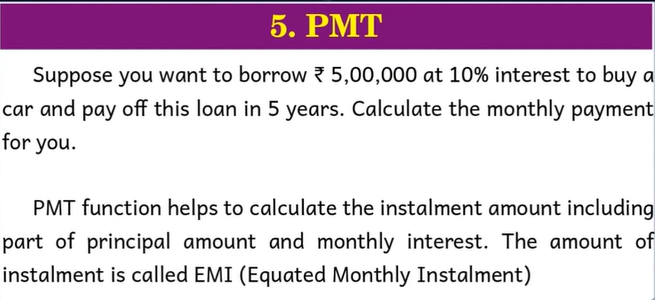 5. PMT
Suppose you want to borrow ₹ 5,00,000 at 10% interest to buy a
car and pay off this loan in 5 years. Calculate the monthly payment
for you.
PMT function helps to calculate the instalment amount including
part of principal amount and monthly interest. The amount of
instalment is called EMI (Equated Monthly Instalment)